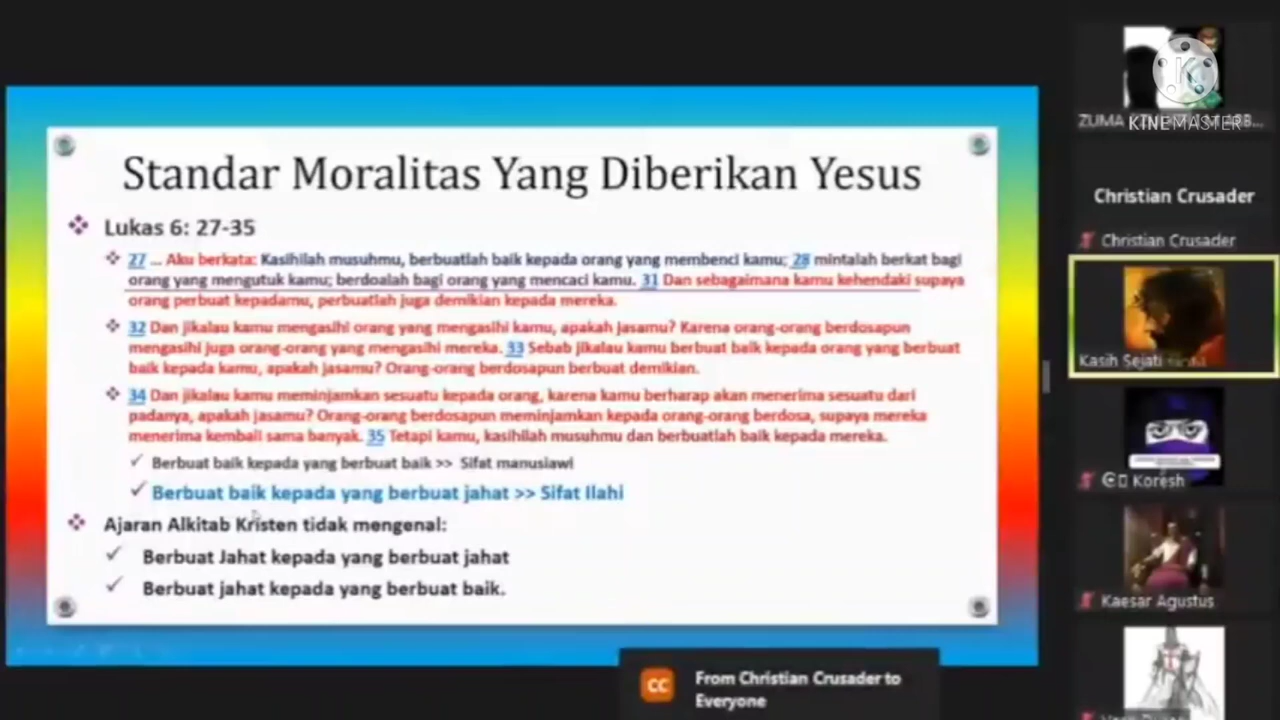 Standar Moralitas Yang Diberikan Yesus
Lukas 6: 27-35
27 ... Aku berkata: Kasihilah musuhmu, berbuatlah baik kepada orang yang membenci kamu; 28 mintalah berkat bagi
orang yang mengutuk kamu; berdoalah bagi orang yang mencaci kamu. 31 Dan sebagaimana kamu kehendaki supaya
orang perbuat kepadamu, perbuatlah juga demikian kepada mereka.
32 Dan jikalau kamu mengasihi orang yang mengasihi kamu, apakah jasamu? Karena orang-orang berdosapun
mengasihi juga orang-orang yang mengasihi mereka. 33 Sebab jikalau kamu berbuat baik kepada orang yang berbuat
baik kepada kamu, apakah jasamu? Orang-orang berdosapun berbuat demikian.
34 Dan jikalau kamu meminjamkan sesuatu kepada orang, karena kamu berharap akan menerima sesuatu dari
padanya, apakah jasamu? Orang-orang berdosapun meminjamkan kepada orang-orang berdosa, supaya mereka
menerima kembali sama banyak. 35 Tetapi kamu, kasihilah musuhmu dan berbuatlah baik kepada mereka.
Berbuat baik kepada yang berbuat baik >> Sifat manusiawi
Berbuat baik kepada yang berbuat jahat >> Sifat Ilahi
Ajaran Alkitab Kristen tidak mengenal:
Berbuat Jahat kepada yang berbuat jahat
Berbuat jahat kepada yang berbuat baik.
K
KINEMASTER
ZUMA
Christian Crusader
Christian Crusader
Kasih Sejati
Koresh
Kaesar Agustus
CC
From Christian Crusader to
Everyone